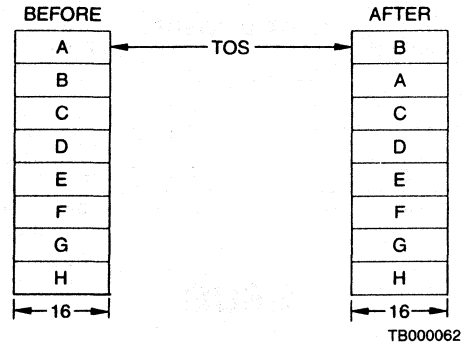 BEFORE AFTER
A TOS B
B A
C C
D D
E E
F F
G G
H H
16 16
TB000062